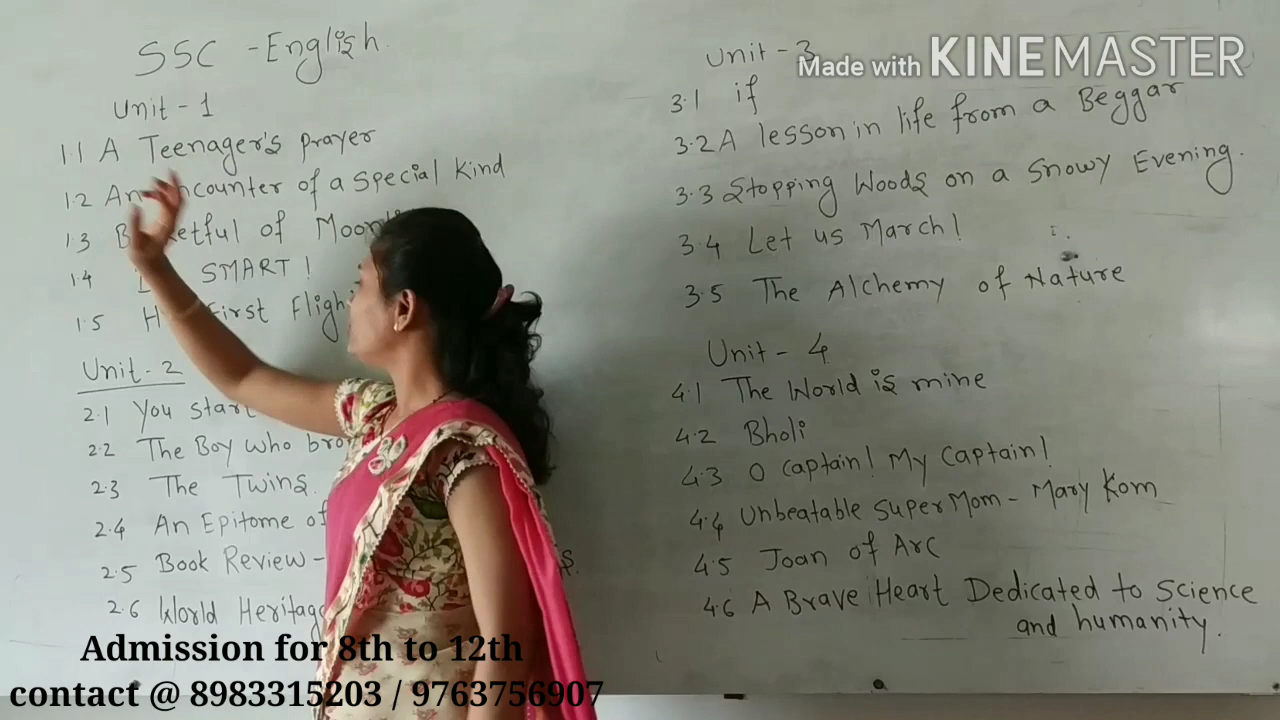 SSC - English
Unit - 1
1.1 A Teenager's prayer
1.2 An Encounter of a Special Kind
1.3 of
1.4 SMART!
1.5 First
Unit - 2
2.1 You start
2.2 The Boy who
2.3 The Twins.
2.4 An Epitome of
2.5 Book Review -
2.6 World
Unit - 3
3.1 if
3.2 A lesson in life from a Beggar
3.3 Stopping Woods on a Snowy Evening.
3.4 Let us March!
3.5 The Alchemy of Nature
Unit - 4
4.1 The World is mine
4.2 Bholi
4.3 O Captain! My Captain!
4.4 Unbeatable Super Mom - Mary Kom
4.5 Joan of Arc
4.6 A Brave Heart Dedicated to Science
and humanity.
Made with KINEMASTER
Admission for 8th to 12th
contact @ 8983315203 / 9763756907